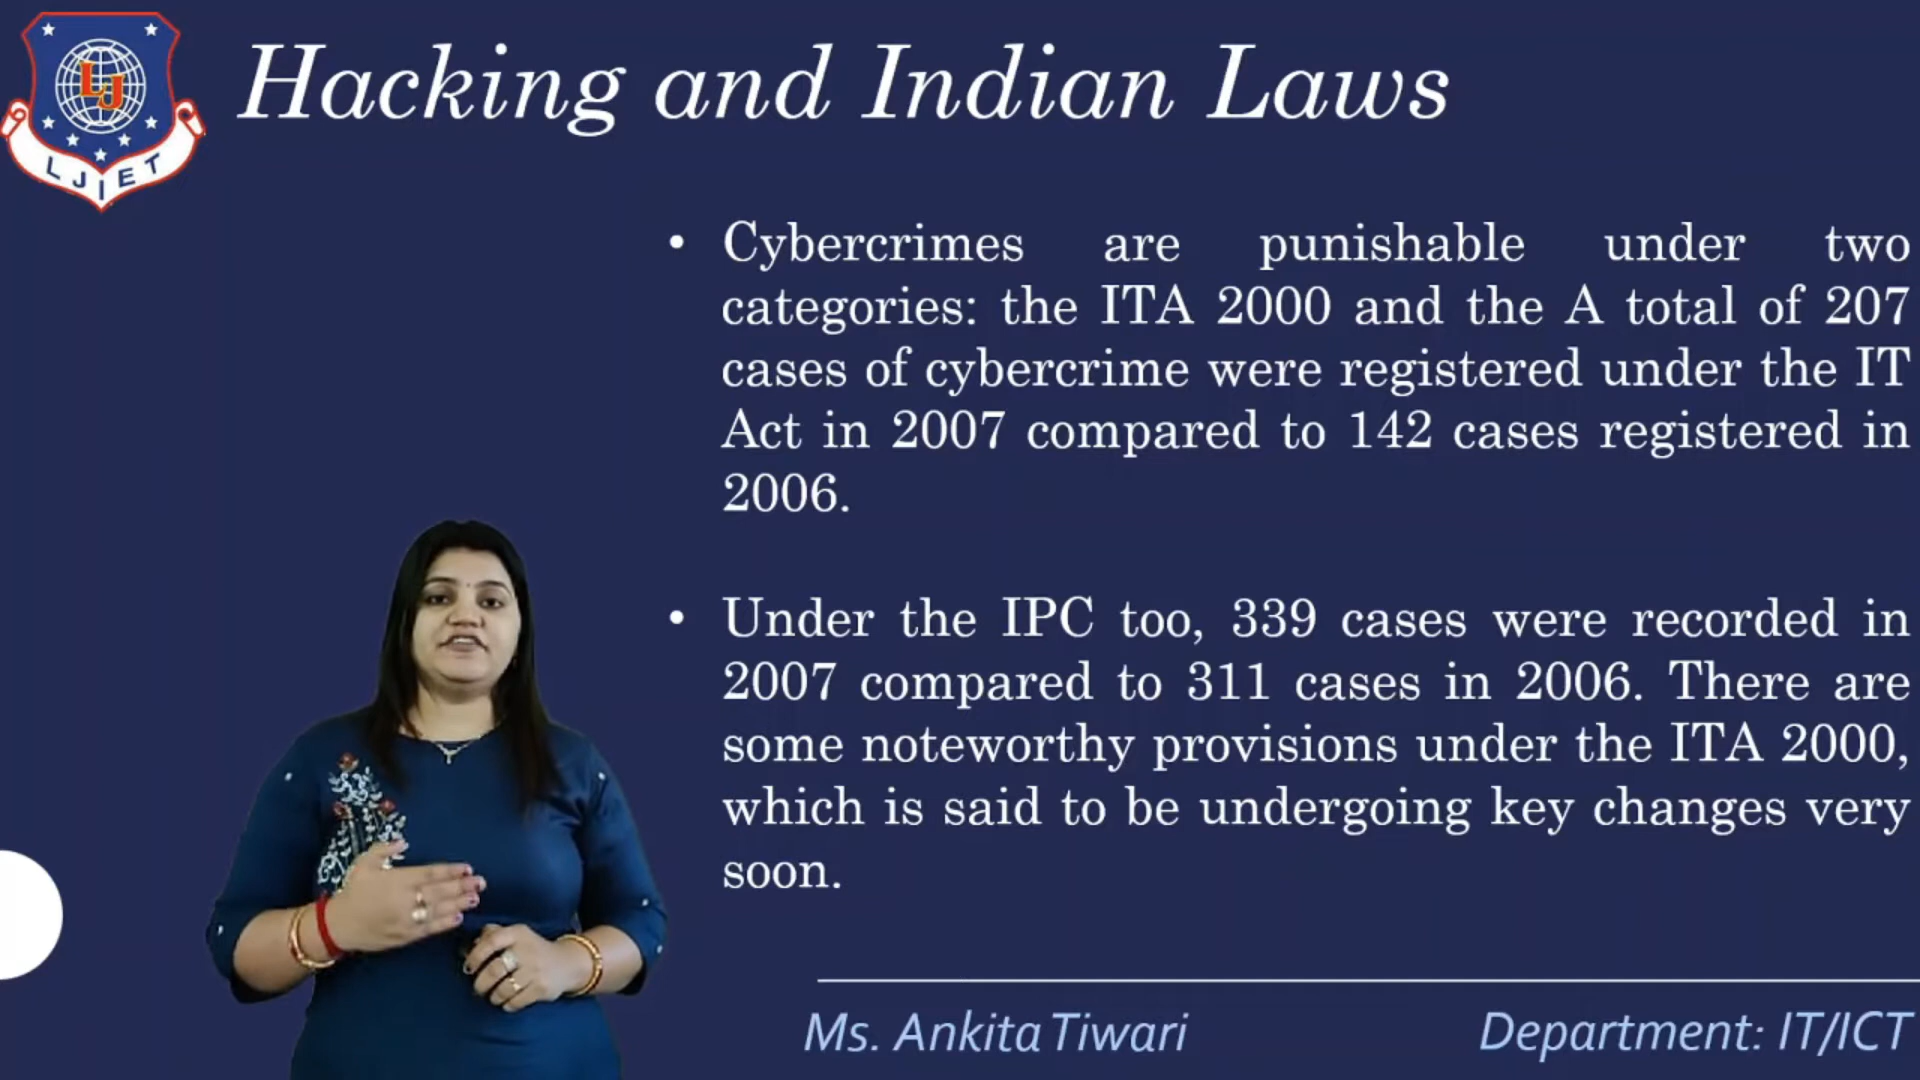 LJ
LJIET
Hacking and Indian Laws
• Cybercrimes are punishable under two
categories: the ITA 2000 and the A total of 207
cases of cybercrime were registered under the IT
Act in 2007 compared to 142 cases registered in
2006.
• Under the IPC too, 339 cases were recorded in
2007 compared to 311 cases in 2006. There are
some noteworthy provisions under the ITA 2000,
which is said to be undergoing key changes very
soon.
Ms. Ankita Tiwari
Department: IT/ICT